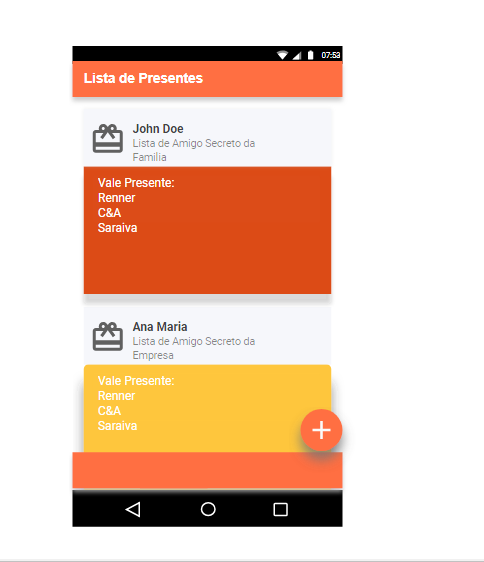 07:53
Lista de Presentes
John Doe
Lista de Amigo Secreto da
Familia
Vale Presente:
Renner
C&A
Saraiva
Ana Maria
Lista de Amigo Secreto da
Empresa
Vale Presente:
Renner
C&A
Saraiva